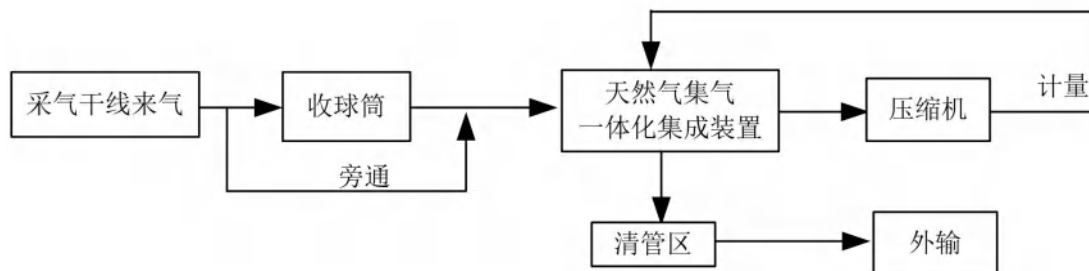 采气干线来气
收球筒
旁通
天然气集气
一体化集成装置
压缩机
计量
清管区
外输